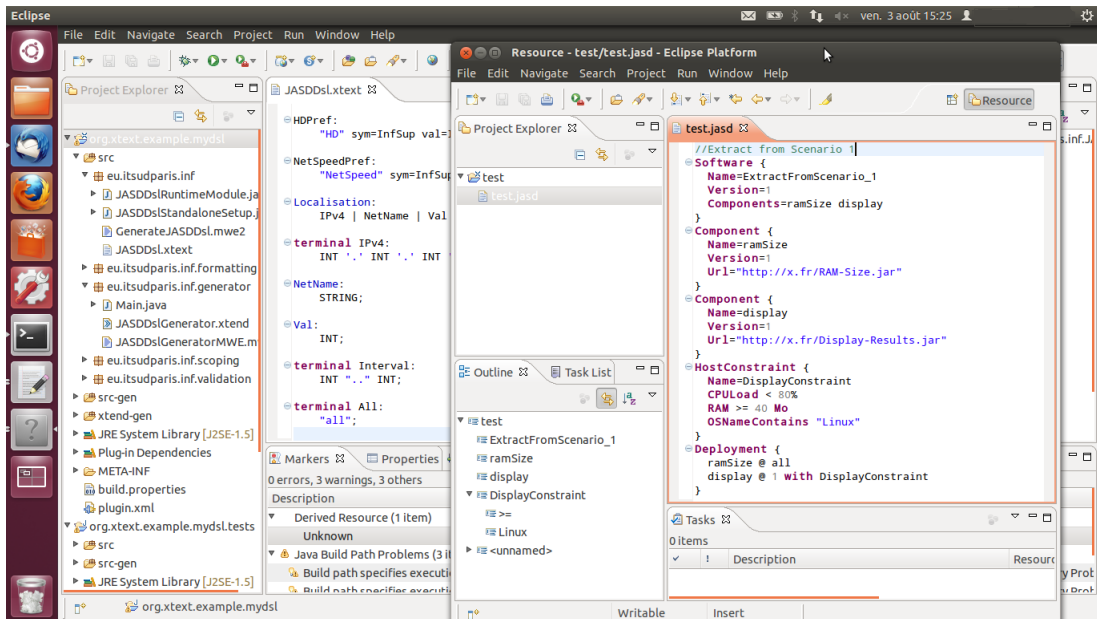 Eclipse
ven. 3 août 15:25
File Edit Navigate Search Project Run Window Help
Project Explorer
org.xtext.example.mydsl
src
eu.itsudparis.inf
JASDDslRuntimeModule.ja
JASDDslStandaloneSetup.j
GenerateJASDDsl.mwe2
JASDDsl.xtext
eu.itsudparis.inf.formatting
eu.itsudparis.inf.generator
Main.java
JASDDslGenerator.xtend
JASDDslGeneratorMWE.m
eu.itsudparis.inf.scoping
eu.itsudparis.inf.validation
src-gen
xtend-gen
JRE System Library [J2SE-1.5]
Plug-in Dependencies
META-INF
build.properties
plugin.xml
org.xtext.example.mydsl.tests
src
src-gen
JRE System Library [J2SE-1.5]
org.xtext.example.mydsl
JASDDsl.xtext
HDPref:
"HD" sym=InfSup val=I
NetSpeedPref:
"NetSpeed" sym=InfSup
Localisation:
IPv4 | NetName | Val
terminal IPv4:
INT '.' INT '.' INT
NetName:
STRING;
Val:
INT;
terminal Interval:
INT ".." INT;
terminal All:
"all";
Markers Properties
0 errors, 3 warnings, 3 others
Description
Derived Resource (1 item)
Unknown
Java Build Path Problems (3 it
Build path specifies executi
Build path specifies executi
Resource - test/test.jasd - Eclipse Platform
File Edit Navigate Search Project Run Window Help
Resource
Project Explorer
test
test.jasd
Outline Task List
test
ExtractFromScenario_1
ramSize
display
DisplayConstraint
>=
Linux
<unnamed>
test.jasd
//Extract from Scenario 1
Software {
Name=ExtractFromScenario_1
Version=1
Components=ramSize display
}
Component {
Name=ramSize
Version=1
Url="http://x.fr/RAM-Size.jar"
}
Component {
Name=display
Version=1
Url="http://x.fr/Display-Results.jar"
}
HostConstraint {
Name=DisplayConstraint
CPULoad < 80%
RAM >= 40 Mo
OSNameContains "Linux"
}
Deployment {
ramSize @ all
display @ 1 with DisplayConstraint
}
Tasks
0 items
! Description Resourc
Writable Insert
s.inf.J
y Prot
y Prot